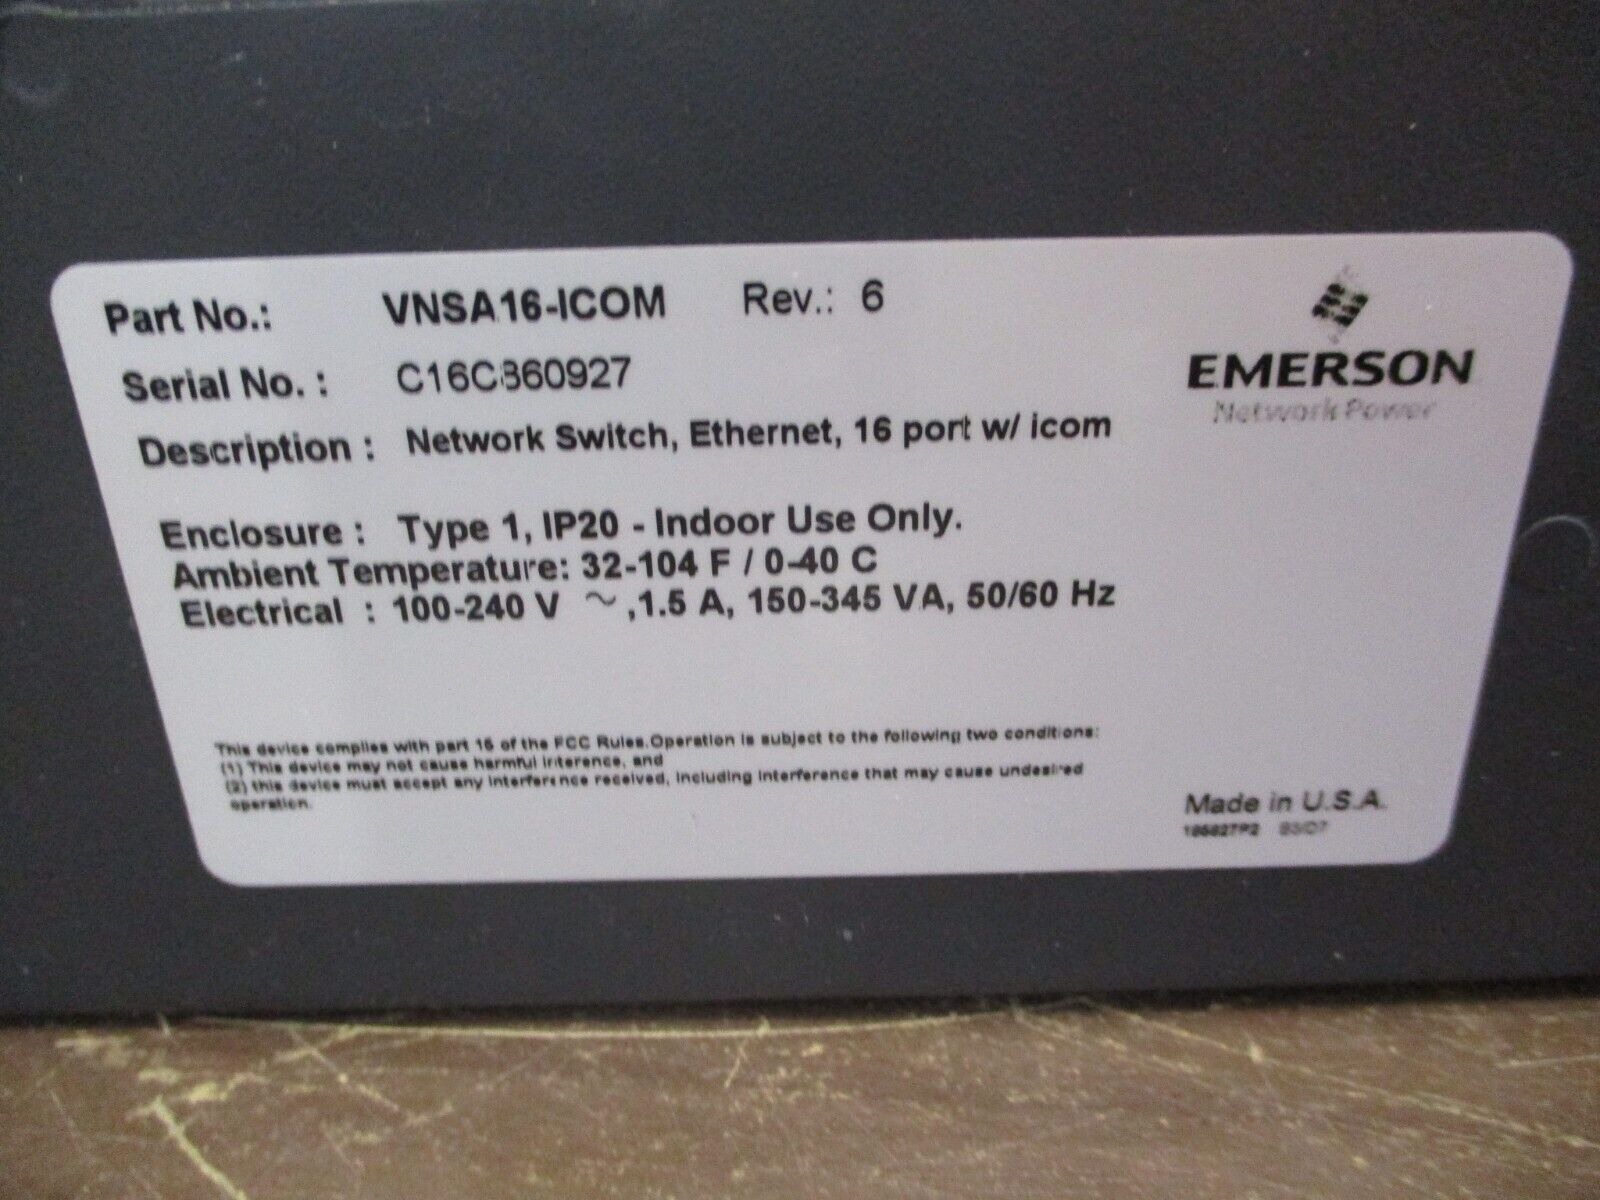 Part No.: VNSA16-ICOM Rev.: 6
EMERSON
Network Power
Serial No. : C16C860927
Description : Network Switch, Ethernet, 16 port w/ icom
Enclosure : Type 1, IP20 - Indoor Use Only.
Ambient Temperature: 32-104 F / 0-40 C
Electrical : 100-240 V ~ ,1.5 A, 150-345 VA, 50/60 Hz
This device complies with part 15 of the FCC Rules.Operation is subject to the following two conditions:
(1) This device may not cause harmful interence, and
(2) this device must accept any interference received, including interference that may cause undesired
operation.
Made in U.S.A.